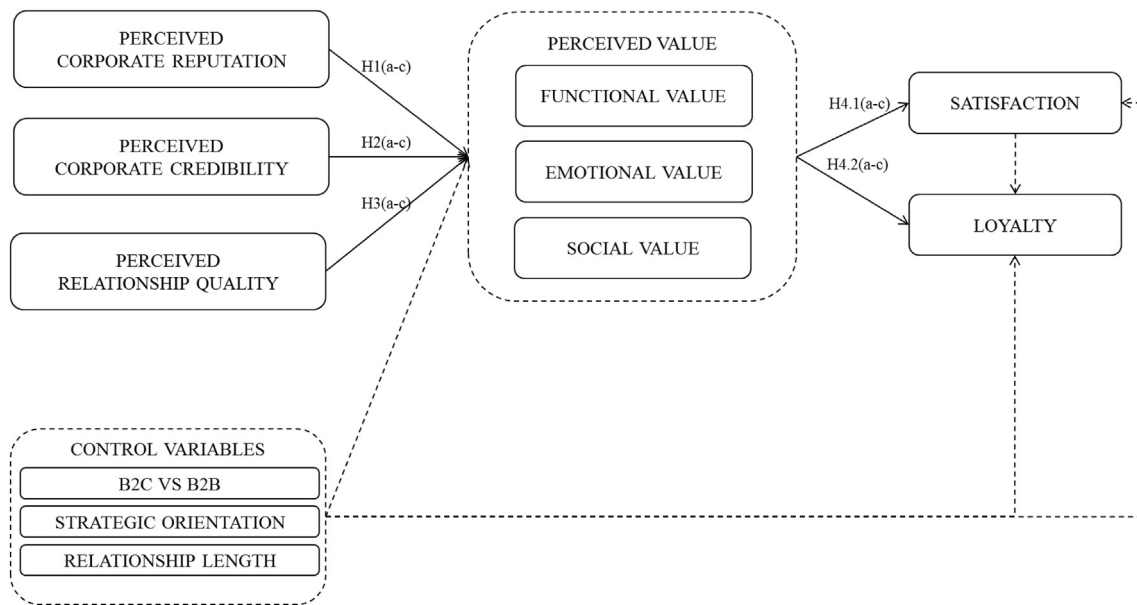 PERCEIVED
CORPORATE REPUTATION
H1(a-c)
PERCEIVED
CORPORATE CREDIBILITY
H2(a-c)
PERCEIVED
RELATIONSHIP QUALITY
H3(a-c)
PERCEIVED VALUE
FUNCTIONAL VALUE
EMOTIONAL VALUE
SOCIAL VALUE
H4.1(a-c)
H4.2(a-c)
SATISFACTION
LOYALTY
CONTROL VARIABLES
B2C VS B2B
STRATEGIC ORIENTATION
RELATIONSHIP LENGTH